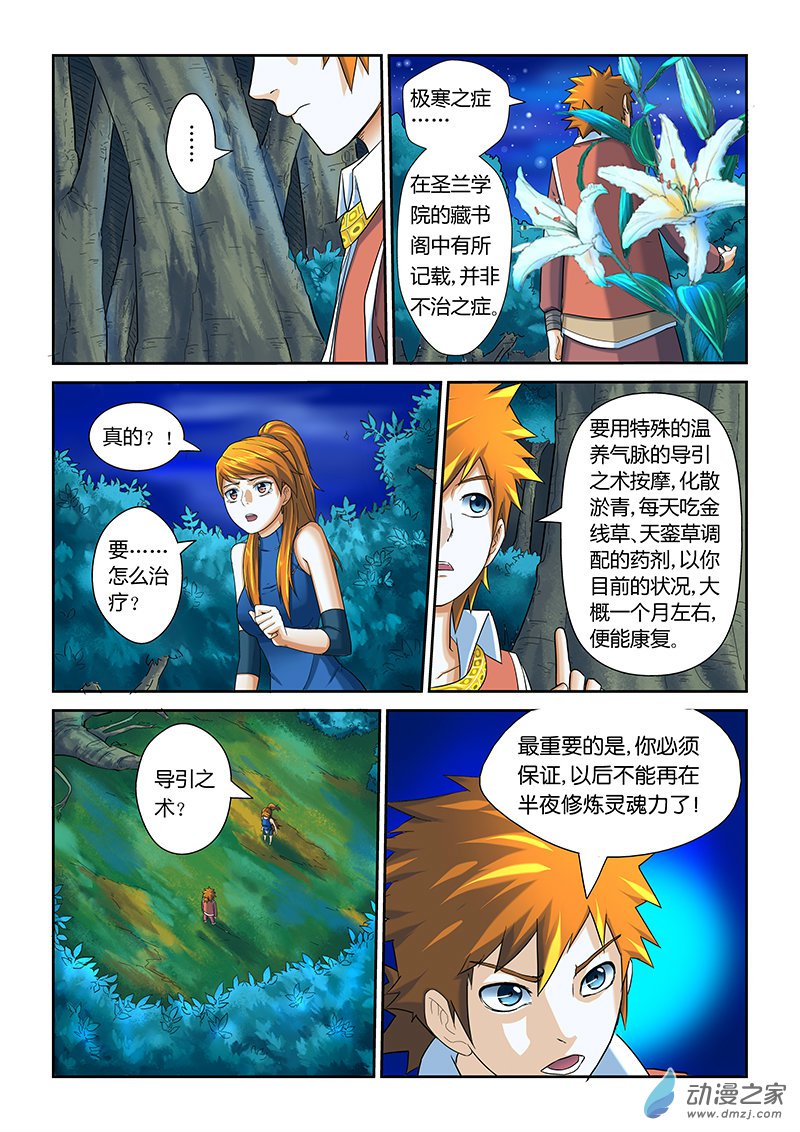 ……
极寒之症
……
在圣兰学
院的藏书
阁中有所
记载,并非
不治之症。
真的？！
要……
怎么治
疗？
要用特殊的温
养气脉的导引
之术按摩,化散
淤青,每天吃金
线草、天銮草调
配的药剂,以你
目前的状况,大
概一个月左右,
便能康复。
导引之
术？
最重要的是,你必须
保证,以后不能再在
半夜修炼灵魂力了！
动漫之家
www.dmzj.com